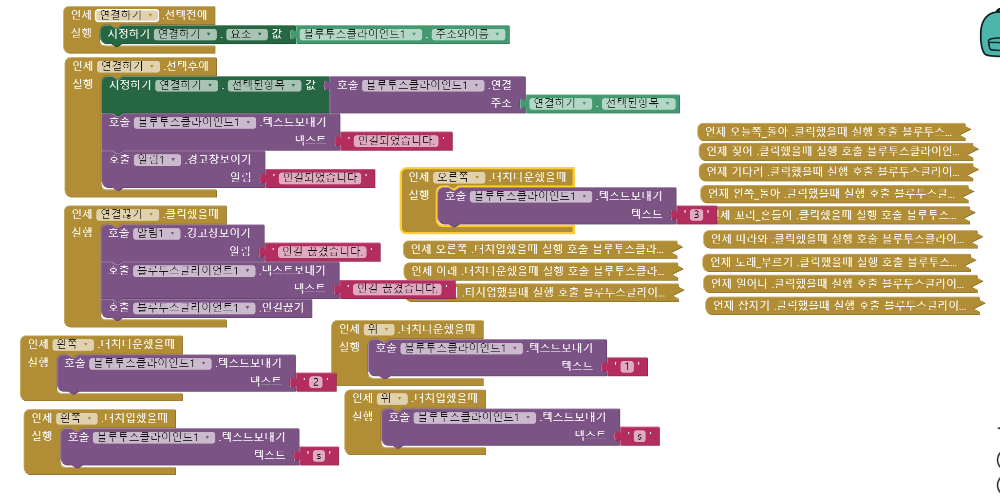 언제 연결하기 .선택전에
실행 지정하기 연결하기 . 요소 값 블루투스클라이언트1 . 주소와이름
언제 연결하기 .선택후에
실행 지정하기 연결하기 . 선택된항목 값 호출 블루투스클라이언트1 .연결
주소 연결하기 . 선택된항목
호출 블루투스클라이언트1 .텍스트보내기
텍스트 ' 연결되었습니다. '
호출 알림1 .경고창보이기
알림 ' 연결되었습니다 '
언제 연결끊기 .클릭했을때
실행 호출 알림1 .경고창보이기
알림 ' 연결 끊겼습니다. '
호출 블루투스클라이언트1 .텍스트보내기
텍스트 ' 연결 끊겼습니다. '
호출 블루투스클라이언트1 .연결끊기
언제 왼쪽 .터치다운했을때
실행 호출 블루투스클라이언트1 .텍스트보내기
텍스트 ' 2 '
언제 왼쪽 .터치업했을때
실행 호출 블루투스클라이언트1 .텍스트보내기
텍스트 ' s '
언제 오른쪽 .터치다운했을때
실행 호출 블루투스클라이언트1 .텍스트보내기
텍스트 ' 3 '
언제 오른쪽 .터치업했을때 실행 호출 블루투스클라...
언제 아래 .터치다운했을때 실행 호출 블루투스클라...
.터치업했을때 실행 호출 블루투스클라이...
언제 위 .터치다운했을때
실행 호출 블루투스클라이언트1 .텍스트보내기
텍스트 ' 1 '
언제 위 .터치업했을때
실행 호출 블루투스클라이언트1 .텍스트보내기
텍스트 ' s '
언제 오늘쪽_돌아 .클릭했을때 실행 호출 블루투스...
언제 짖어 .클릭했을때 실행 호출 블루투스클라이언...
언제 기다려 .클릭했을때 실행 호출 블루투스클라이...
언제 왼쪽_돌아 .클릭했을때 실행 호출 블루투스클...
제 꼬리_흔들어 .클릭했을때 실행 호출 블루투스...
언제 따라와 .클릭했을때 실행 호출 블루투스클라이...
언제 노래_부르기 .클릭했을때 실행 호출 블루투스...
언제 일어나 .클릭했을때 실행 호출 블루투스클라이...
언제 잠자기 .클릭했을때 실행 호출 블루투스클라이...